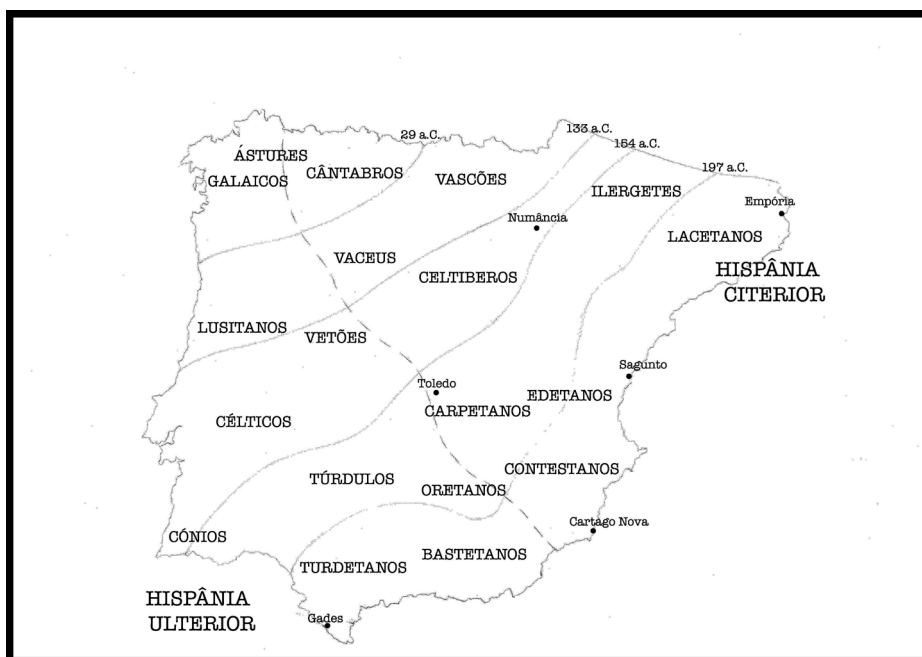 29 a.C.
133 a.C.
154 a.C.
197 a.C.
ÁSTURES
GALAICOS
CÂNTABROS
VASCÕES
ILERGETES
Empória
Numância
LACETANOS
VACEUS
CELTIBEROS
HISPÂNIA
CITERIOR
LUSITANOS
VETÕES
Sagunto
Toledo
EDETANOS
CARPETANOS
CÉLTICOS
CONTESTANOS
TÚRDULOS
ORETANOS
Cartago Nova
CÓNIOS
BASTETANOS
TURDETANOS
HISPÂNIA
ULTERIOR
Gades